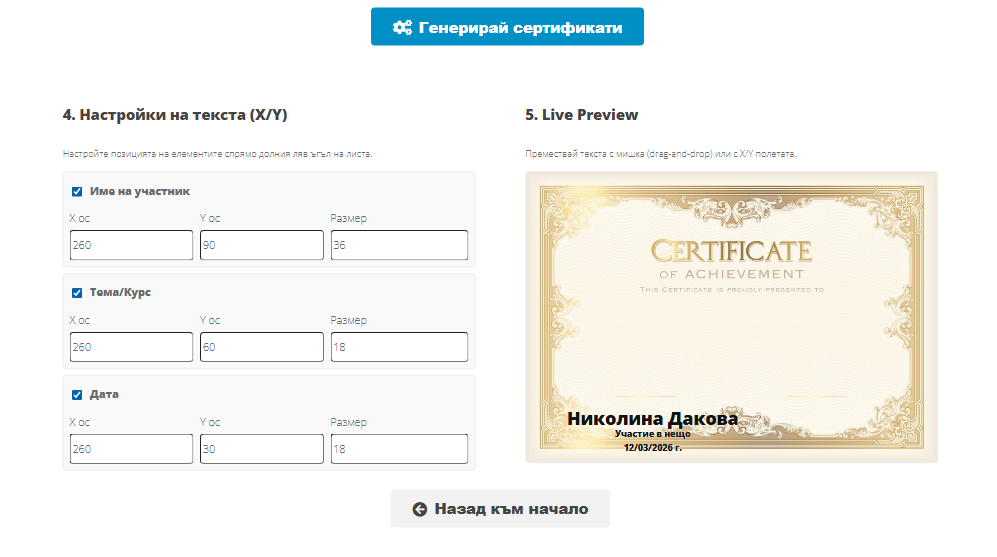 Генерирай сертификати
4. Настройки на текста (X/Y)
Настройте позицията на елементите спрямо долния ляв ъгъл на листа.
Име на участник
X ос Y ос Размер
260 90 36
Тема/Курс
X ос Y ос Размер
260 60 18
Дата
X ос Y ос Размер
260 30 18
5. Live Preview
Премествай текста с мишка (drag-and-drop) или с X/Y полетата.
CERTIFICATE
OF ACHIEVEMENT
THIS CERTIFICATE IS PROUDLY PRESENTED TO
Николина Дакова
Участие в нещо
12/03/2026 г.
Назад към начало